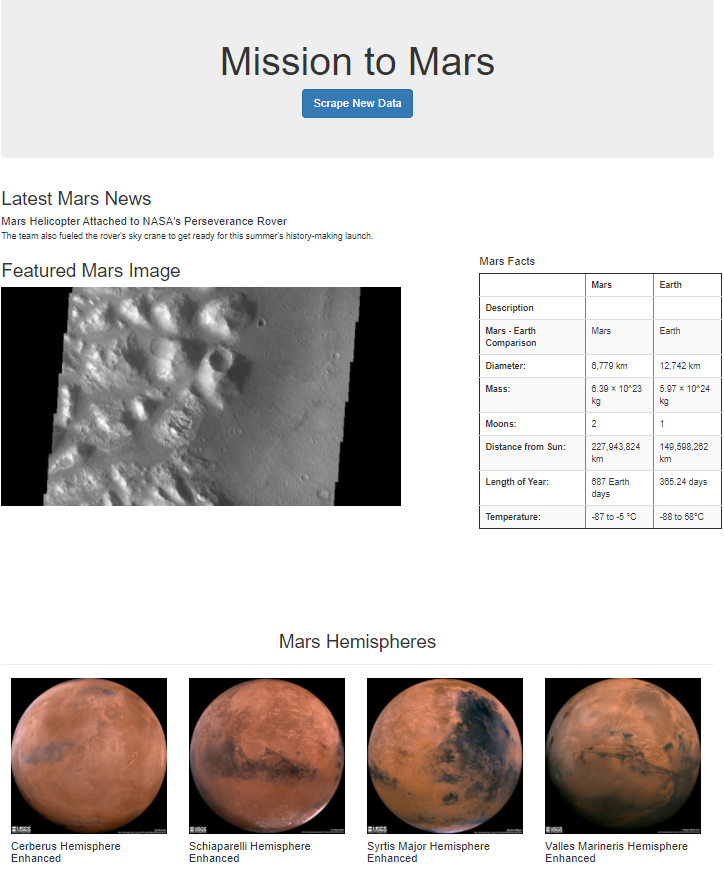 Mission to Mars
Scrape New Data
Latest Mars News
Mars Helicopter Attached to NASA's Perseverance Rover
The team also fueled the rover's sky crane to get ready for this summer's history-making launch.
Featured Mars Image
Mars Facts
Mars Earth
Description
Mars - Earth Mars Earth
Comparison
Diameter: 6,779 km 12,742 km
Mass: 6.39 × 10^23 5.97 × 10^24
kg kg
Moons: 2 1
Distance from Sun: 227,943,824 149,598,262
km km
Length of Year: 687 Earth 365.24 days
days
Temperature: -87 to -5 °C -88 to 58°C
Mars Hemispheres
USGS USGS USGS USGS
Cerberus Hemisphere Schiaparelli Hemisphere Syrtis Major Hemisphere Valles Marineris Hemisphere
Enhanced Enhanced Enhanced Enhanced